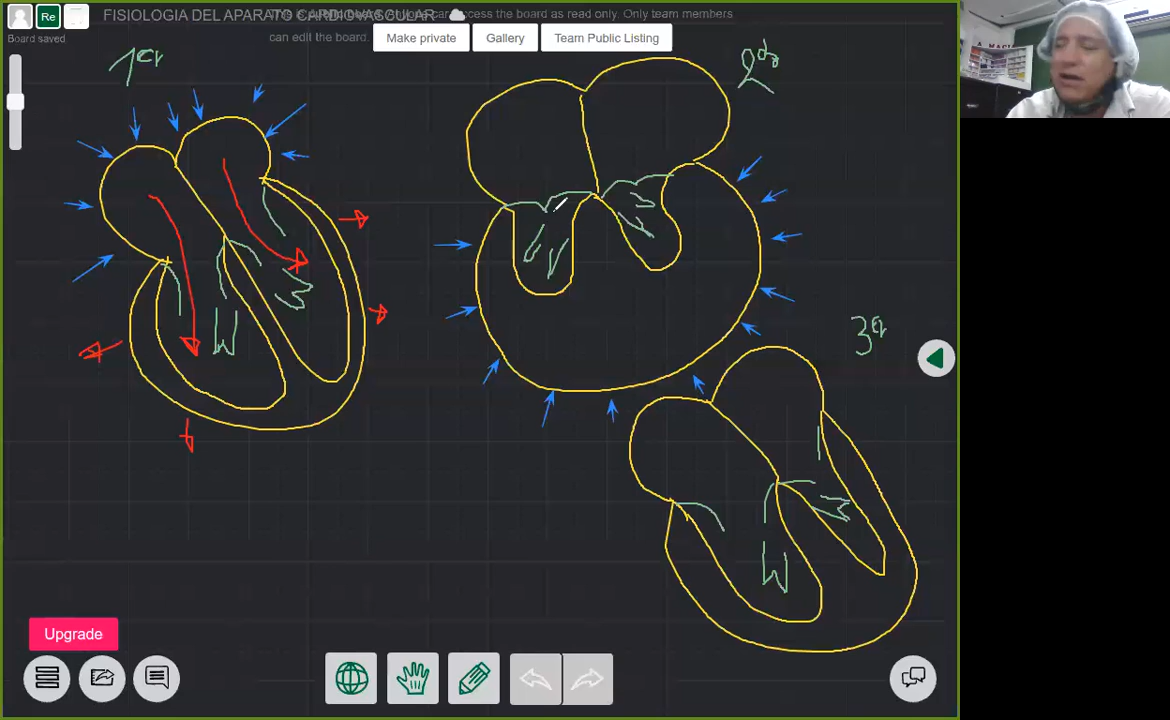 FISIOLOGIA DEL APARATO CARDIOVASCULAR
Board saved.
can edit the board.
Make private
Gallery
Team Public Listing
Re
1er
2do
3er
Upgrade